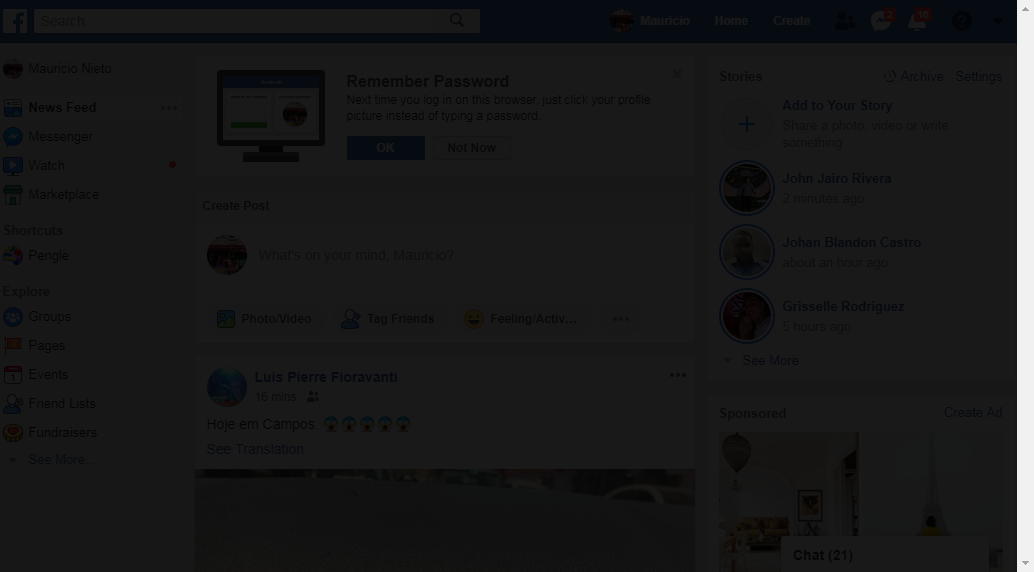 Search
Mauricio
Home
Create
2
10
Mauricio Nieto
News Feed
Messenger
Watch
Marketplace
Shortcuts
Pengle
Explore
Groups
Pages
Events
Friend Lists
Fundraisers
See More...
Remember Password
Next time you log in on this browser, just click your profile
picture instead of typing a password.
OK
Not Now
Create Post
What's on your mind, Mauricio?
Photo/Video
Tag Friends
Feeling/Activ...
Luis Pierre Fioravanti
16 mins
Hoje em Campos. 😱😱😱😱😱
See Translation
Stories
Archive
Settings
Add to Your Story
Share a photo, video or write
something
John Jairo Rivera
2 minutes ago
Johan Blandon Castro
about an hour ago
Grisselle Rodriguez
5 hours ago
See More
Sponsored
Create Ad
Chat (21)